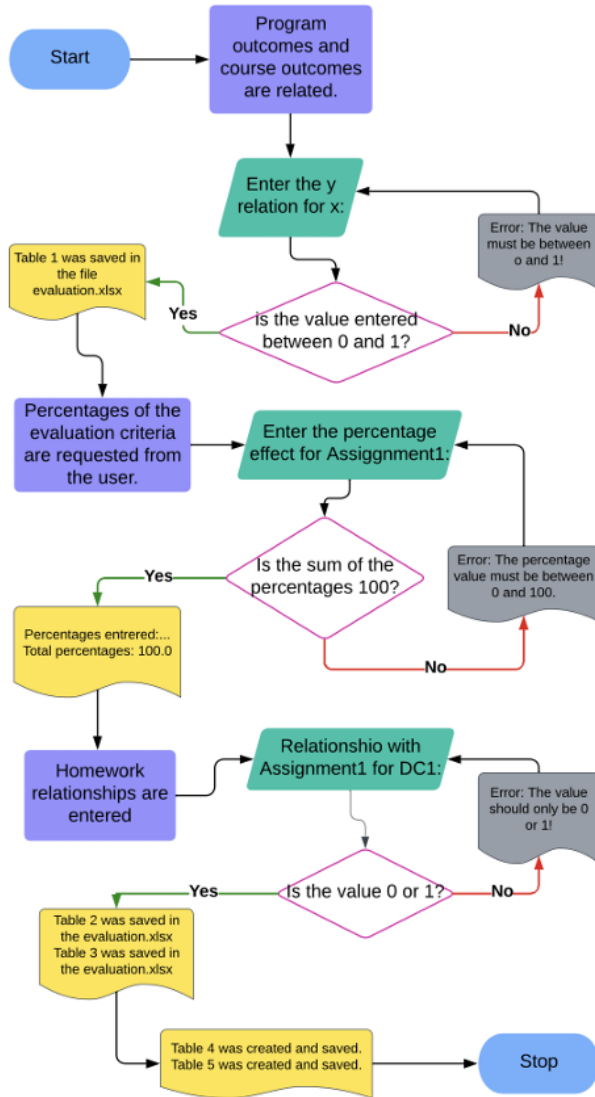 Start
Program
outcomes and
course outcomes
are related.
Enter the y
relation for x:
Error: The value
must be between
o and 1!
Table 1 was saved in
the file
evaluation.xlsx
Yes
is the value entered
between 0 and 1?
No
Percentages of the
evaluation criteria
are requested from
the user.
Enter the percentage
effect for Assiggnment1:
Is the sum of the
percentages 100?
Yes
Error: The percentage
value must be between
0 and 100.
Percentages entrered:...
Total percentages: 100.0
No
Homework
relationships are
entered
Relationshio with
Assignment1 for DC1:
Error: The value
should only be 0
or 1!
Yes
Is the value 0 or 1?
No
Table 2 was saved in
the evaluation.xlsx
Table 3 was saved in
the evaluation.xlsx
Table 4 was created and saved.
Table 5 was created and saved.
Stop